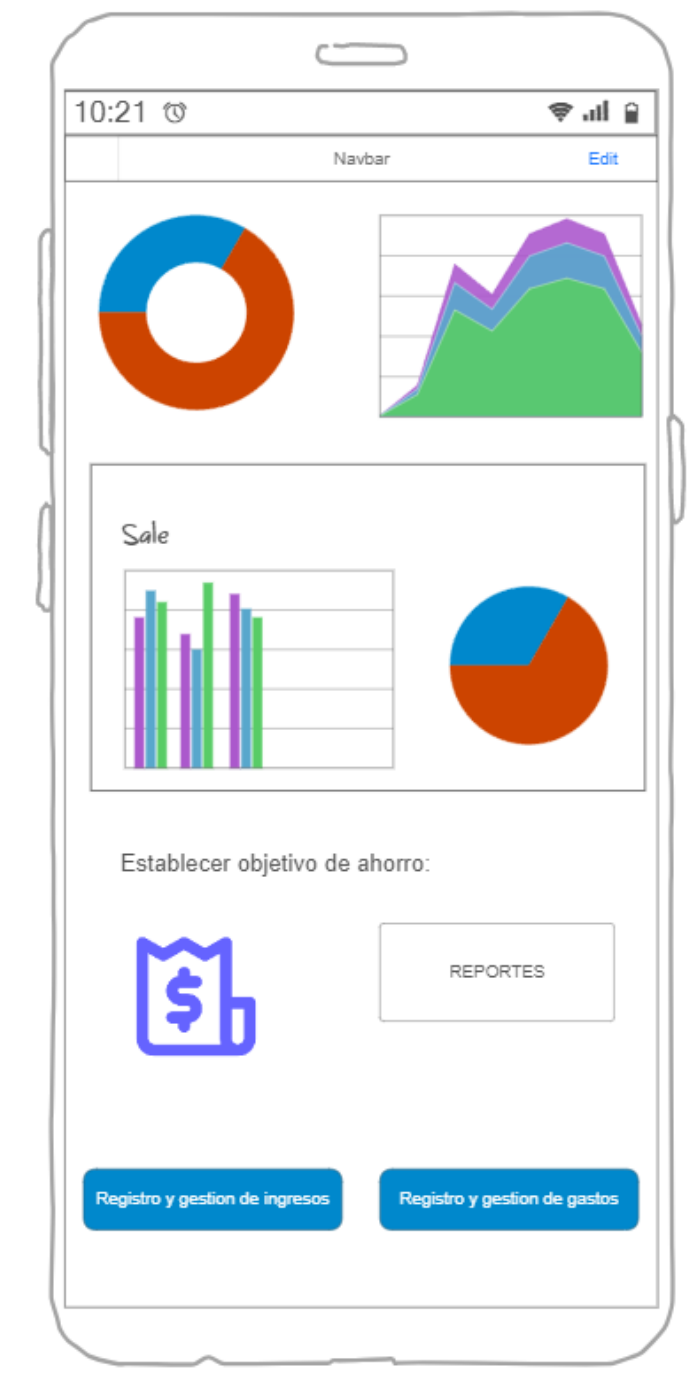 10:21
Navbar Edit
Sale
Establecer objetivo de ahorro:
$
REPORTES
Registro y gestion de ingresos Registro y gestion de gastos